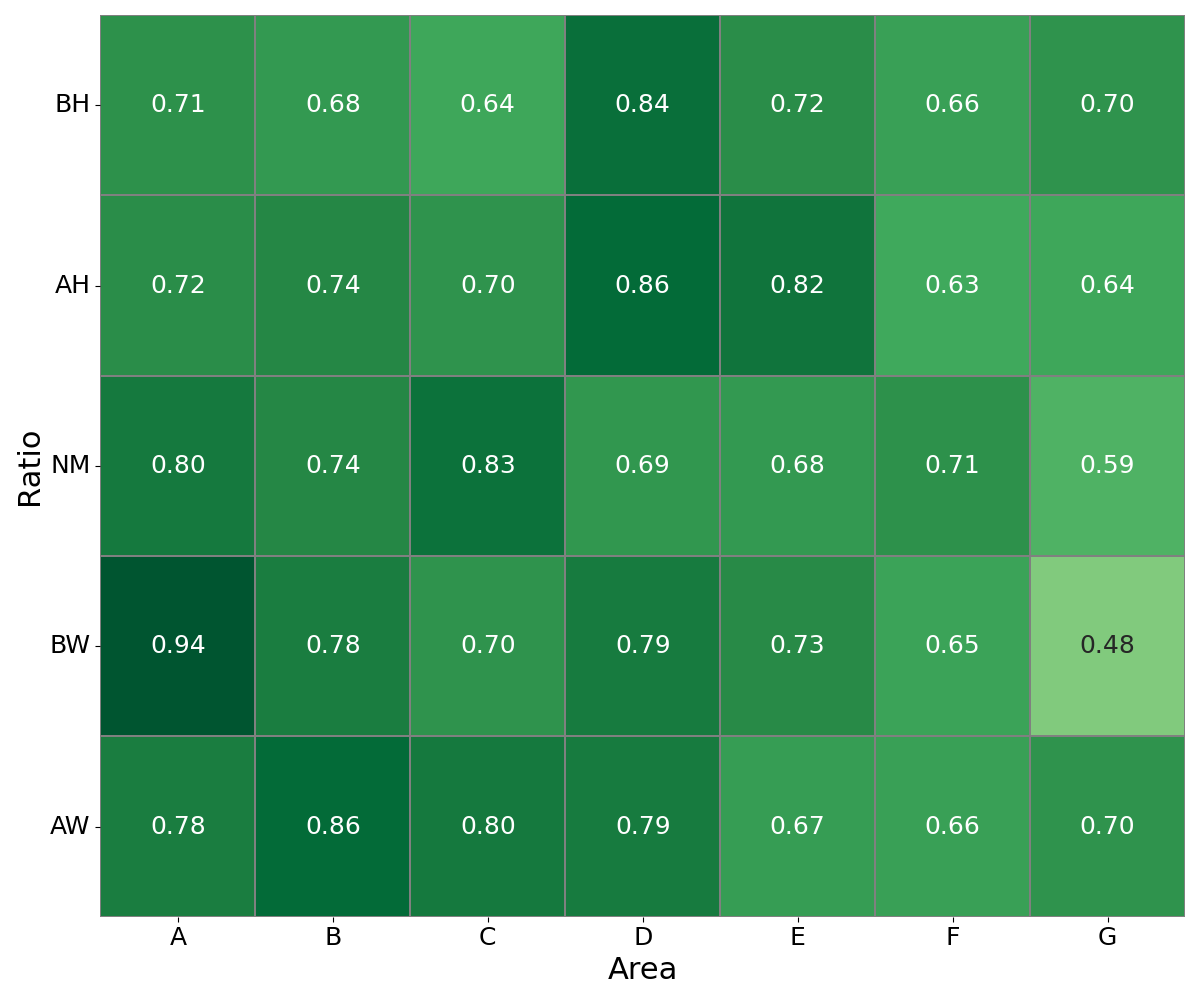 BH 0.71 0.68 0.64 0.84 0.72 0.66 0.70
AH 0.72 0.74 0.70 0.86 0.82 0.63 0.64
NM 0.80 0.74 0.83 0.69 0.68 0.71 0.59
BW 0.94 0.78 0.70 0.79 0.73 0.65 0.48
AW 0.78 0.86 0.80 0.79 0.67 0.66 0.70
A B C D E F G
Area
Ratio